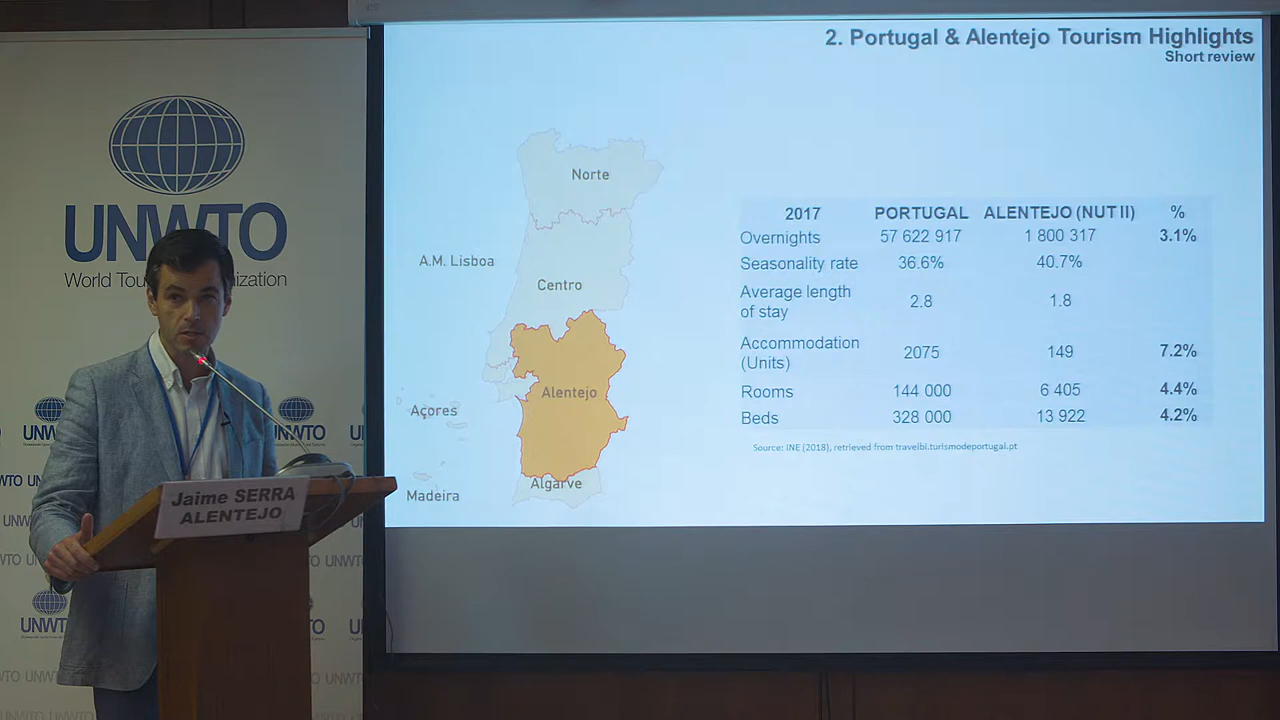 2. Portugal & Alentejo Tourism Highlights
Short review
UNWTO
World Tou nization
Norte
A.M. Lisboa
Centro
Alentejo
Açores
Madeira
Algarve
2017 PORTUGAL ALENTEJO (NUT II) %
Overnights 57 622 917 1 800 317 3.1%
Seasonality rate 36.6% 40.7%
Average length
of stay 2.8 1.8
Accommodation
(Units) 2075 149 7.2%
Rooms 144 000 6 405 4.4%
Beds 328 000 13 922 4.2%
Source: INE (2018), retrieved from travelbi.turismodeportugal.pt
Jaime SERRA
ALENTEJO
UNWTO